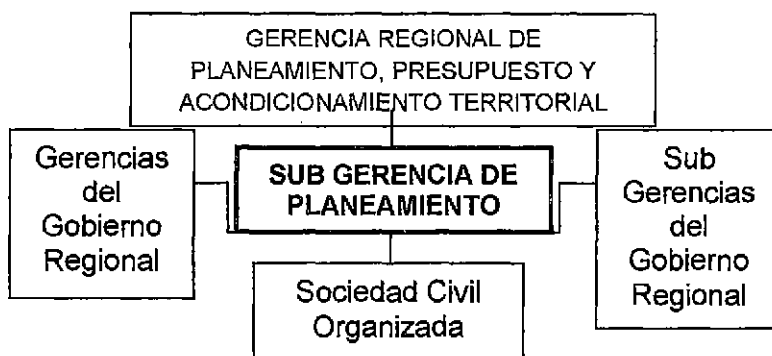 GERENCIA REGIONAL DE
PLANEAMIENTO, PRESUPUESTO Y
ACONDICIONAMIENTO TERRITORIAL
Gerencias
del
Gobierno
Regional
SUB GERENCIA DE
PLANEAMIENTO
Sub
Gerencias
del
Gobierno
Regional
Sociedad Civil
Organizada